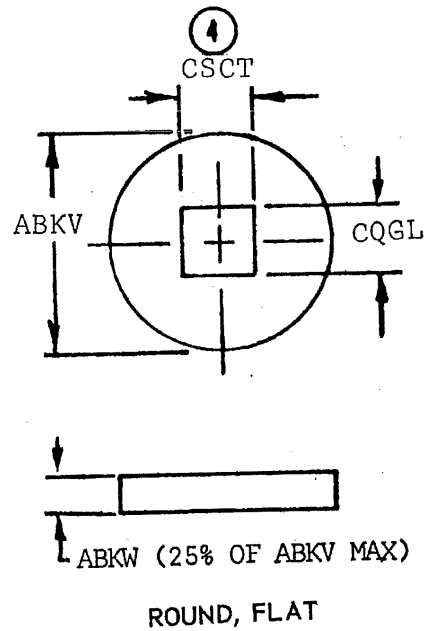 4
CSCT
ABKV
CQGL
ABKW (25% OF ABKV MAX)
ROUND, FLAT